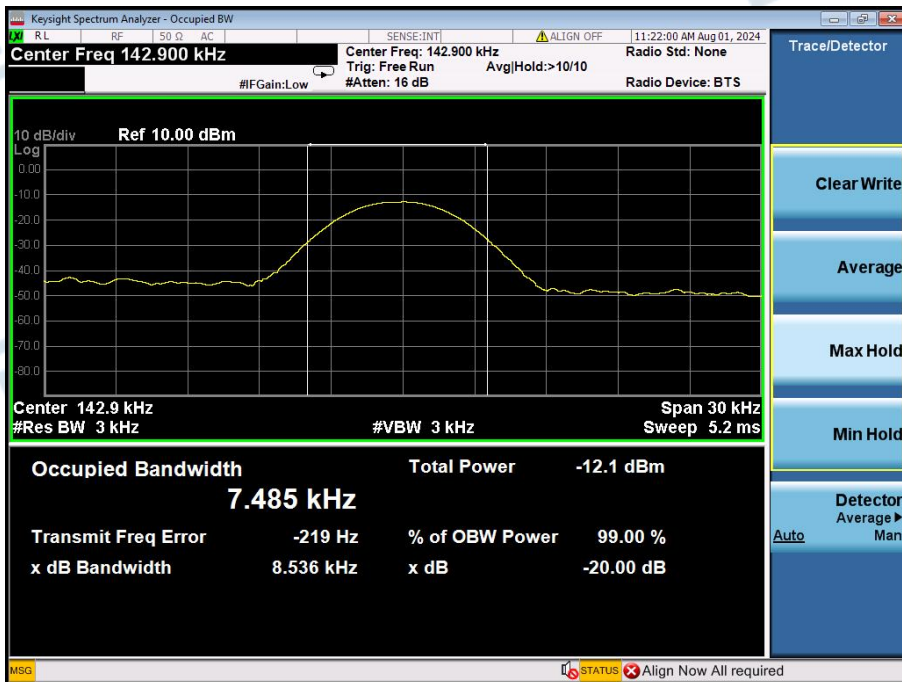 Keysight Spectrum Analyzer - Occupied BW
LXI RL RF 50 Ω AC SENSE:INT ALIGN OFF 11:22:00 AM Aug 01, 2024
Center Freq 142.900 kHz
Center Freq: 142.900 kHz Radio Std: None
Trig: Free Run Avg|Hold:>10/10
#IFGain:Low #Atten: 16 dB Radio Device: BTS
10 dB/div Ref 10.00 dBm
Log
0.00
-10.0
-20.0
-30.0
-40.0
-50.0
-60.0
-70.0
-80.0
Center 142.9 kHz Span 30 kHz
#Res BW 3 kHz #VBW 3 kHz Sweep 5.2 ms
Occupied Bandwidth Total Power -12.1 dBm
7.485 kHz
Transmit Freq Error -219 Hz % of OBW Power 99.00 %
x dB Bandwidth 8.536 kHz x dB -20.00 dB
Trace/Detector
Clear Write
Average
Max Hold
Min Hold
Detector
Average
Auto Man
MSG STATUS Align Now All required